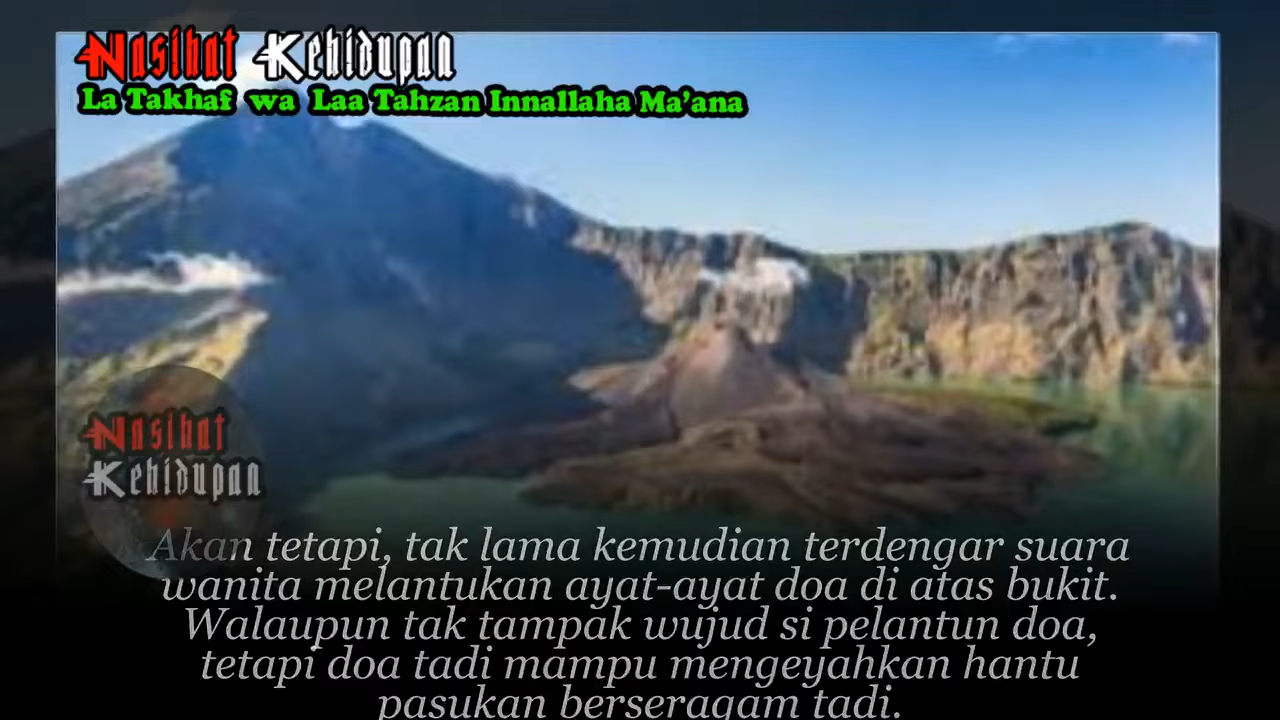 Nasihat Kehidupan
La Takhaf wa Laa Tahzan Innallaha Ma'ana
Nasihat
Kehidupan
Akan tetapi, tak lama kemudian terdengar suara
wanita melantukan ayat-ayat doa di atas bukit.
Walaupun tak tampak wujud si pelantun doa,
tetapi doa tadi mampu mengeyahkan hantu
pasukan berseragam tadi.